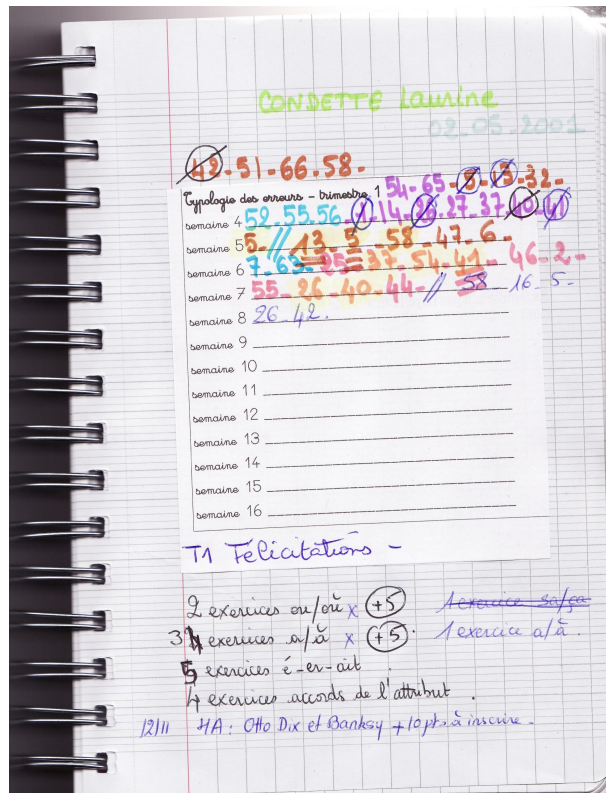 CONDETTE Laurine
02.05.2001
42-51-66-58-
Typologie des erreurs - trimestre 1 54-65-5-13-32-
semaine 4 52.55.56-1-14-26-27-37.40-41
semaine 5 5-//13-5-58-47-6-
semaine 6 7-63-25-37-54-41-46-2-
semaine 7 55-26-40-44-//58-16-5-
semaine 8 26-42.
semaine 9
semaine 10
semaine 11
semaine 12
semaine 13
semaine 14
semaine 15
semaine 16
T1 Félicitations -
2 exercices ou/où x +5 1 exercice sa/ça
3 exercices a/à x +5. 1 exercice a/à.
5 exercices é-er-ait.
4 exercices accords de l'attribut.
12/11 HA: Otto Dix et Banksy +10 pt. à inscrire.